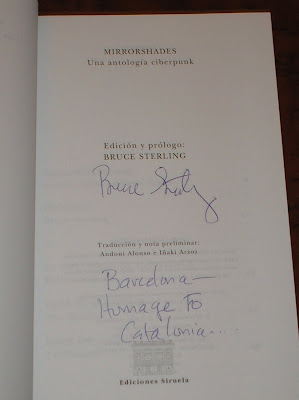 MIRRORSHADES
Una antología ciberpunk
Edición y prólogo:
BRUCE STERLING
Bruce Sterling
Traducción y nota preliminar:
Andoni Alonso e Iñaki Arzoz
Barcelona—
Homage to
Catalonia....
Ediciones Siruela